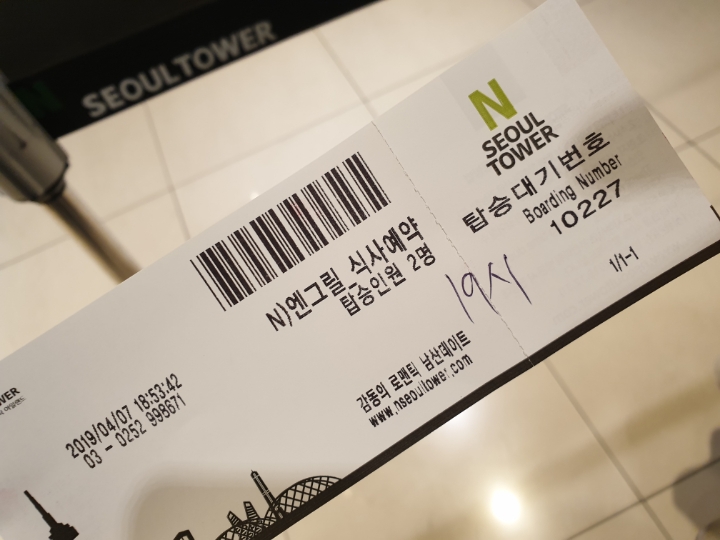 SEOULTOWER
N
SEOUL
TOWER
탑승대기번호
Boarding Number
10227
1/1-1
N)엔그릴_식사예약
탑승인원 2명
19시
감동의 로맨틱 남산데이트
www.nseoultower.com
2019/04/07 18:53:42
03 - 0252 998671